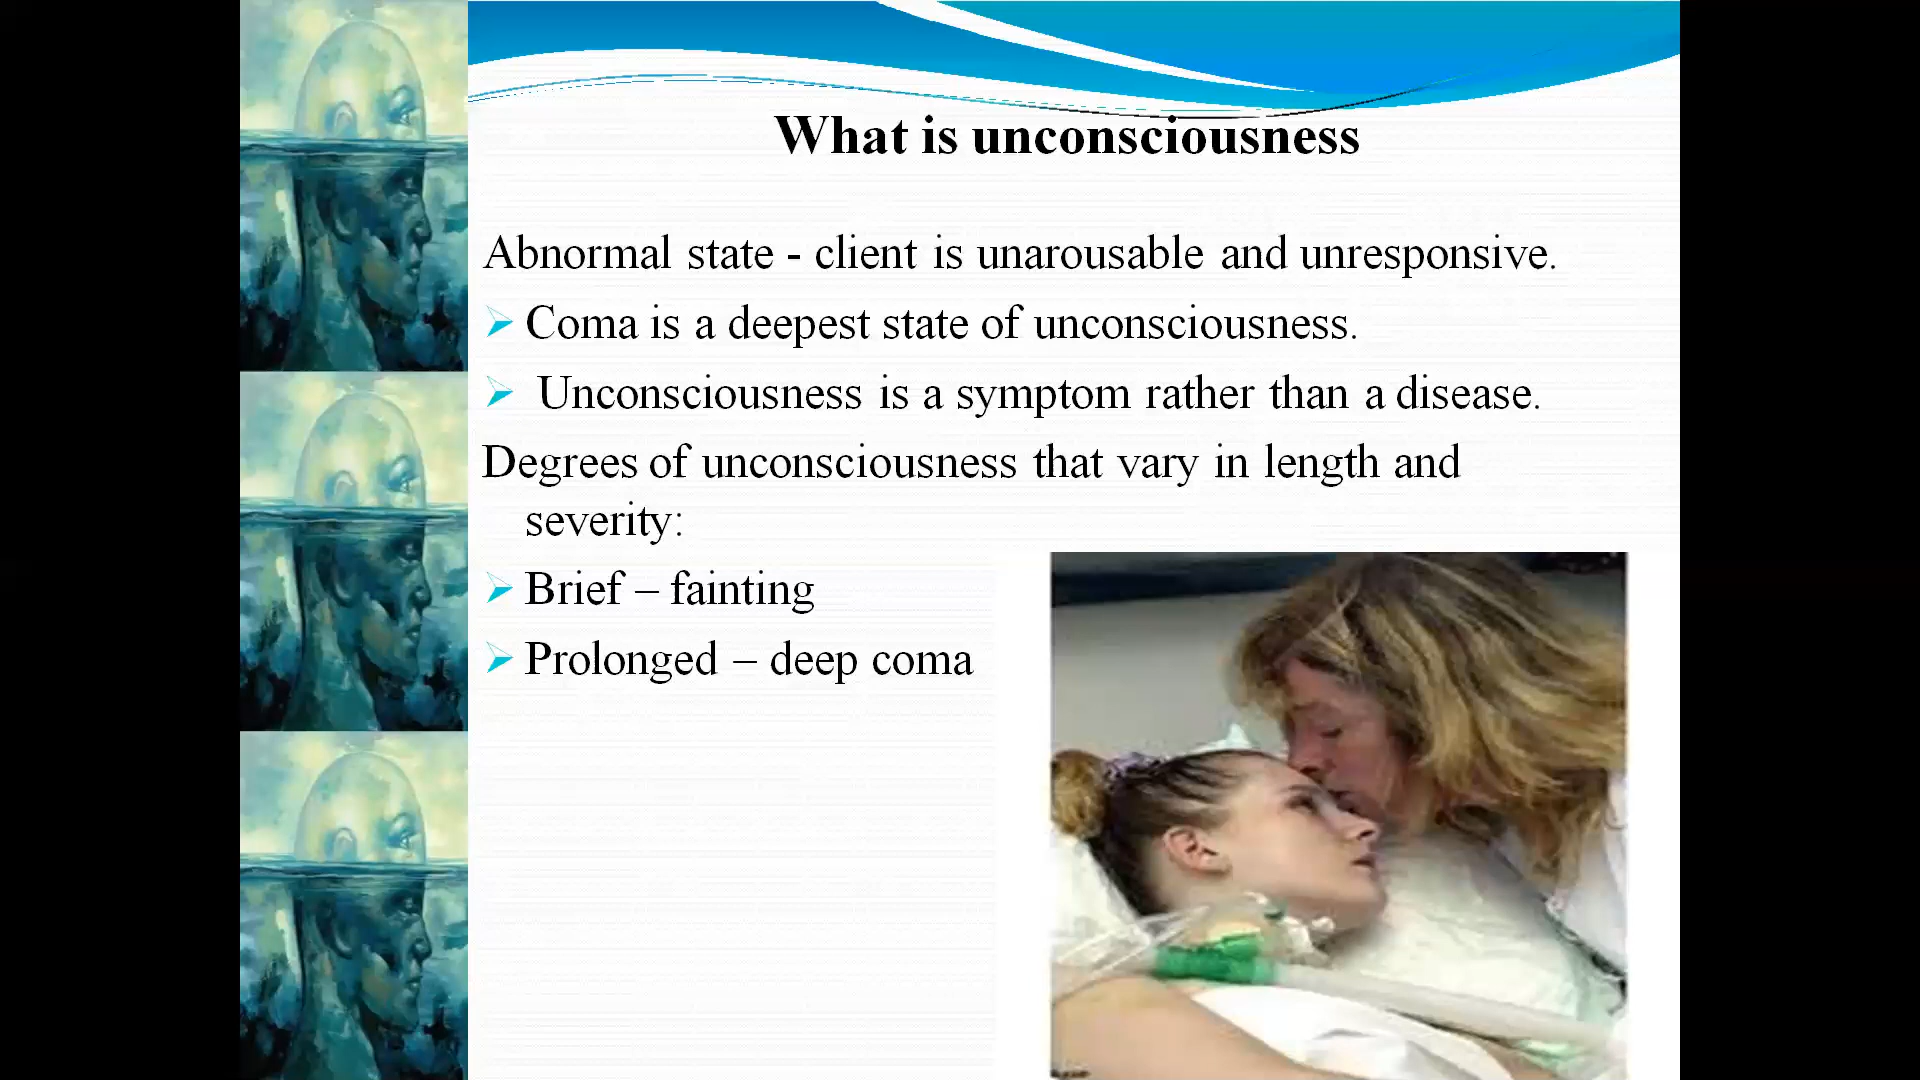 What is unconsciousness
Abnormal state - client is unarousable and unresponsive.
Coma is a deepest state of unconsciousness.
Unconsciousness is a symptom rather than a disease.
Degrees of unconsciousness that vary in length and
severity:
Brief – fainting
Prolonged – deep coma